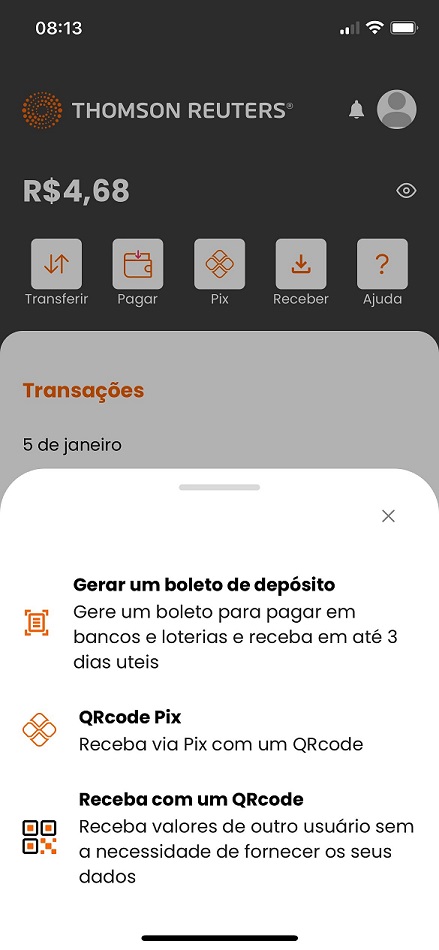 08:13
THOMSON REUTERS®
R$4,68
Transferir Pagar Pix Receber Ajuda
Transações
5 de janeiro
Gerar um boleto de depósito
Gere um boleto para pagar em
bancos e loterias e receba em até 3
dias uteis
QRcode Pix
Receba via Pix com um QRcode
Receba com um QRcode
Receba valores de outro usuário sem
a necessidade de fornecer os seus
dados